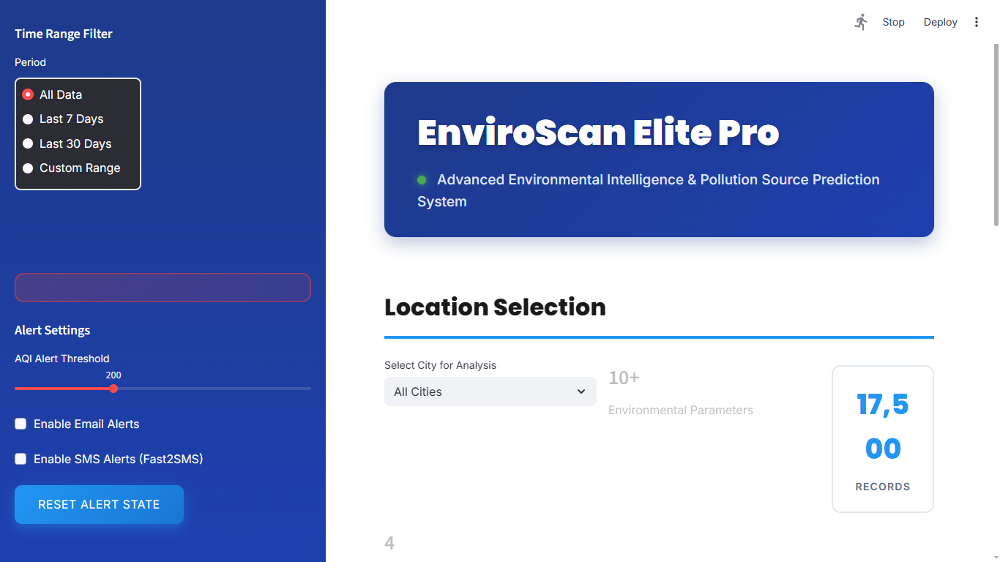 Time Range Filter
Period
All Data
Last 7 Days
Last 30 Days
Custom Range
Alert Settings
AQI Alert Threshold
200
Enable Email Alerts
Enable SMS Alerts (Fast2SMS)
RESET ALERT STATE
Stop
Deploy
EnviroScan Elite Pro
Advanced Environmental Intelligence & Pollution Source Prediction
System
Location Selection
Select City for Analysis
All Cities
10+
Environmental Parameters
17,5
00
RECORDS
4